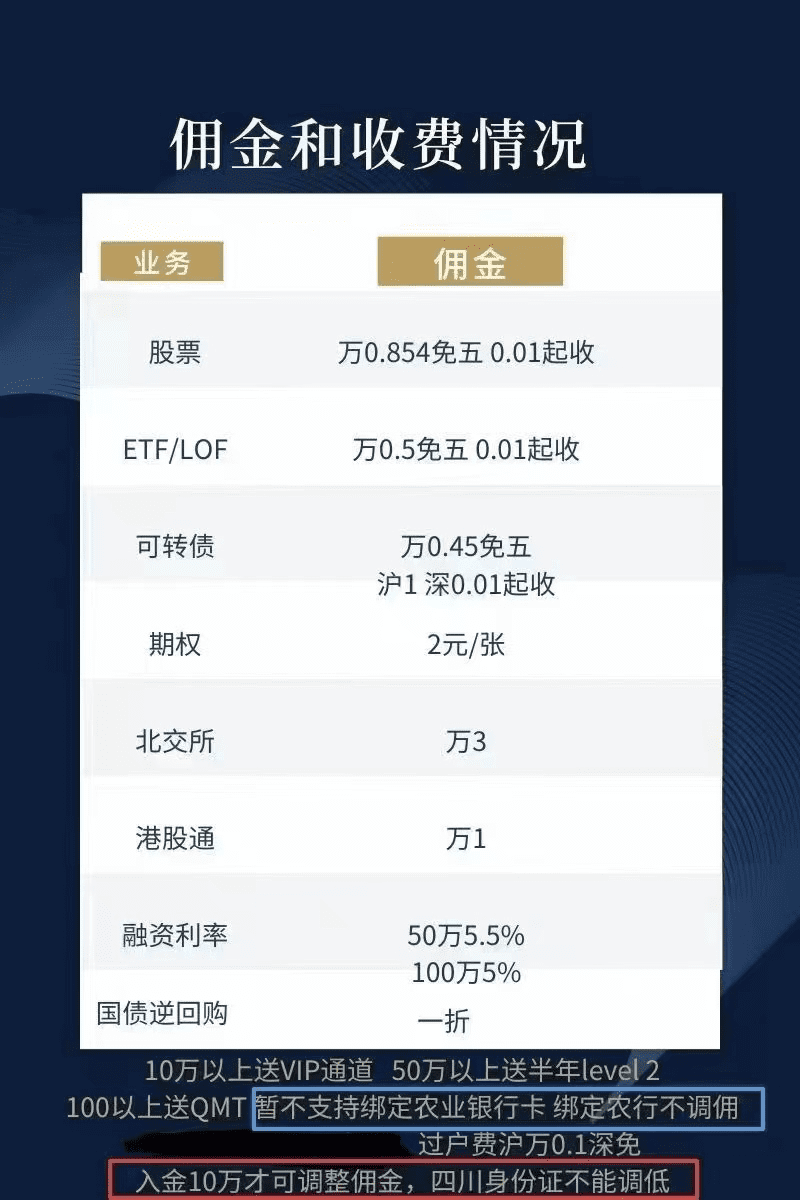 佣金和收费情况
业务 佣金
股票 万0.854免五 0.01起收
ETF/LOF 万0.5免五 0.01起收
可转债 万0.45免五
沪1 深0.01起收
期权 2元/张
北交所 万3
港股通 万1
融资利率 50万5.5%
100万5%
国债逆回购 一折
10万以上送VIP通道 50万以上送半年level 2
100以上送QMT 暂不支持绑定农业银行卡 绑定农行不调佣
过户费沪万0.1深免
入金10万才可调整佣金，四川身份证不能调低